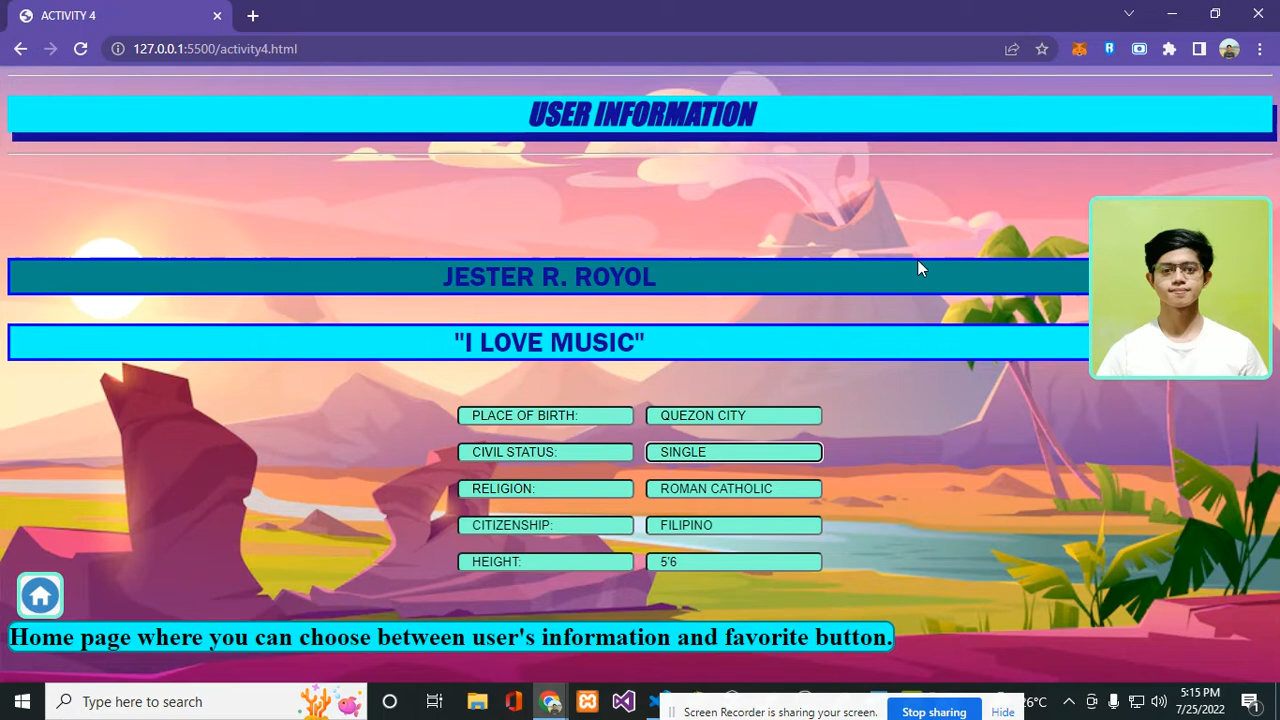 ACTIVITY 4
127.0.0.1:5500/activity4.html
USER INFORMATION
JESTER R. ROYOL
"I LOVE MUSIC"
PLACE OF BIRTH: QUEZON CITY
CIVIL STATUS: SINGLE
RELIGION: ROMAN CATHOLIC
CITIZENSHIP: FILIPINO
HEIGHT: 5'6
Home page where you can choose between user's information and favorite button.
Type here to search
Screen Recorder is sharing your screen. Stop sharing Hide
26°C
5:15 PM
7/25/2022